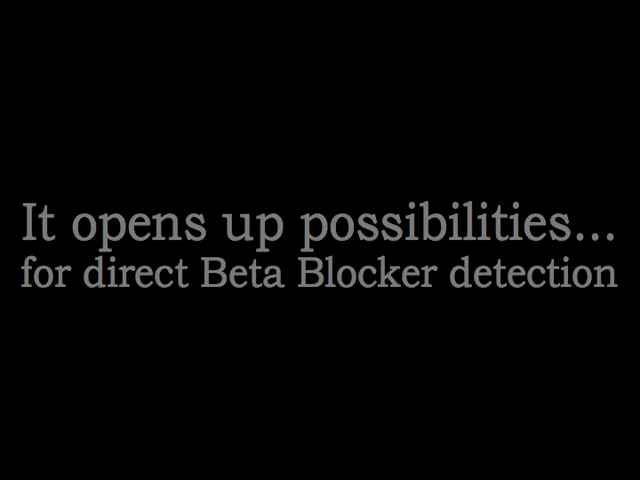 It opens up possibilities...
for direct Beta Blocker detection